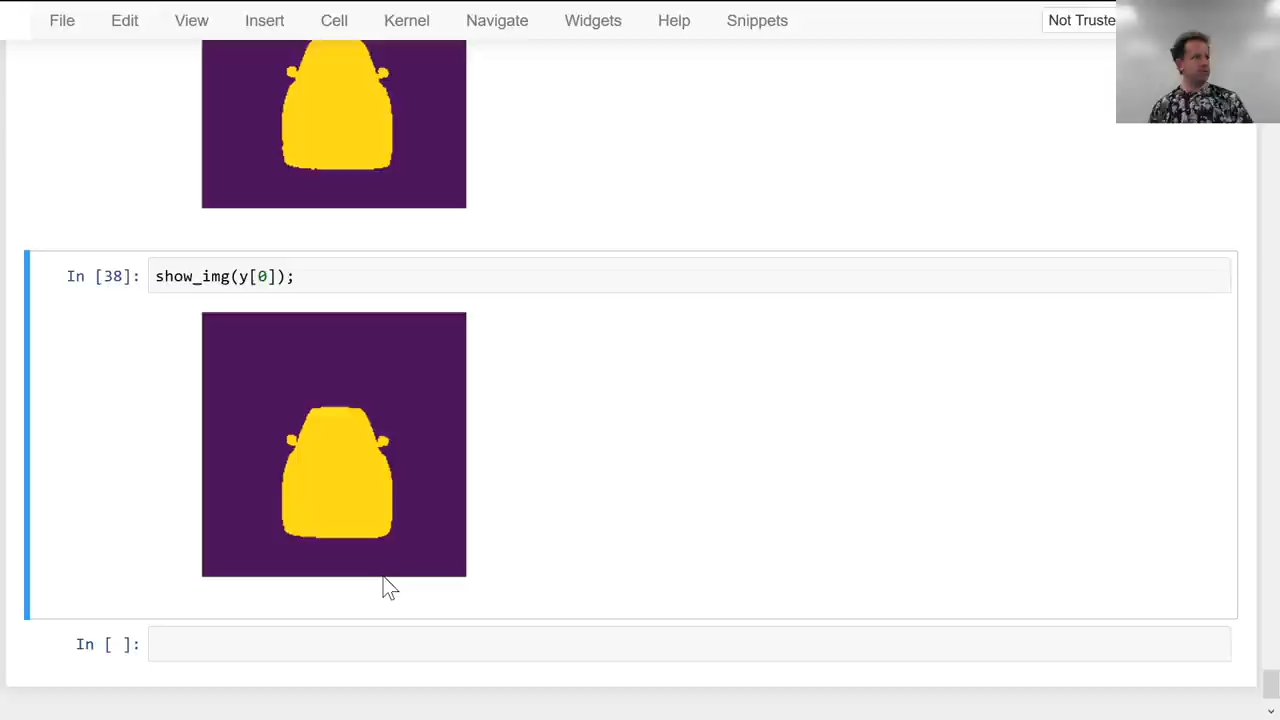 File Edit View Insert Cell Kernel Navigate Widgets Help Snippets Not Truste
In [38]: show_img(y[0]);
In [ ]: